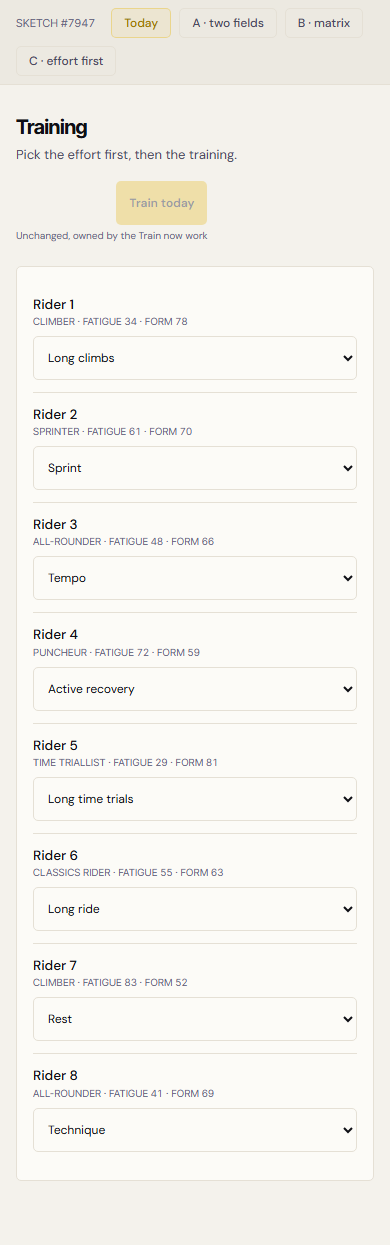 SKETCH #7947
Today
A · two fields
B · matrix
C · effort first
Training
Pick the effort first, then the training.
Train today
Unchanged, owned by the Train now work
Rider 1
CLIMBER · FATIGUE 34 · FORM 78
Long climbs
Rider 2
SPRINTER · FATIGUE 61 · FORM 70
Sprint
Rider 3
ALL-ROUNDER · FATIGUE 48 · FORM 66
Tempo
Rider 4
PUNCHEUR · FATIGUE 72 · FORM 59
Active recovery
Rider 5
TIME TRIALLIST · FATIGUE 29 · FORM 81
Long time trials
Rider 6
CLASSICS RIDER · FATIGUE 55 · FORM 63
Long ride
Rider 7
CLIMBER · FATIGUE 83 · FORM 52
Rest
Rider 8
ALL-ROUNDER · FATIGUE 41 · FORM 69
Technique